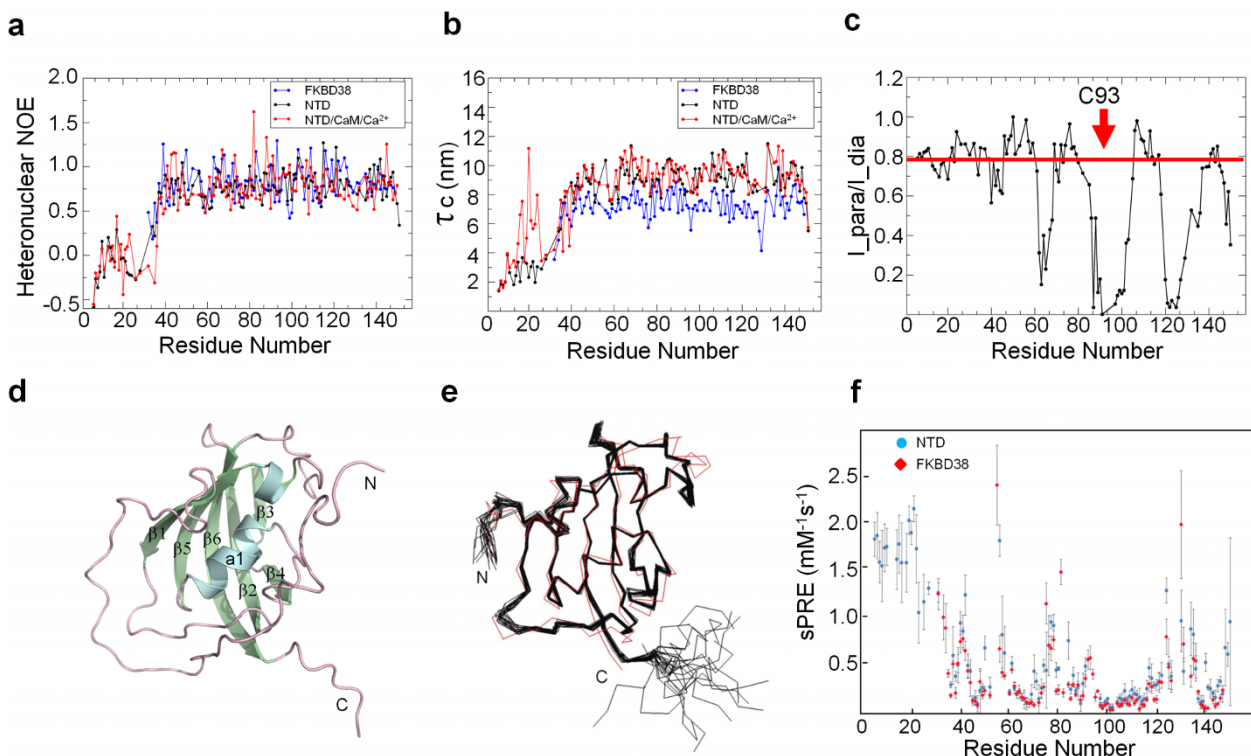 a
Heteronuclear NOE
2.0
1.5
1.0
0.5
0.0
-0.5
FKBD38
NTD
NTD/CaM/Ca²⁺
0 20 40 60 80 100 120 140
Residue Number
b
τ c (nm)
16
14
12
10
8
6
4
2
0
FKBD38
NTD
NTD/CaM/Ca²⁺
0 20 40 60 80 100 120 140
Residue Number
c
I_para/I_dia
1.2
1.0
0.8
0.6
0.4
0.2
C93
0 20 40 60 80 100 120 140
Residue Number
d
N
β3
β1
β5
β6
a1
β4
β2
C
e
N
C
f
NTD
FKBD38
sPRE (mM⁻¹s⁻¹)
2.5
2.0
1.5
1.0
0.5
0 20 40 60 80 100 120 140
Residue Number